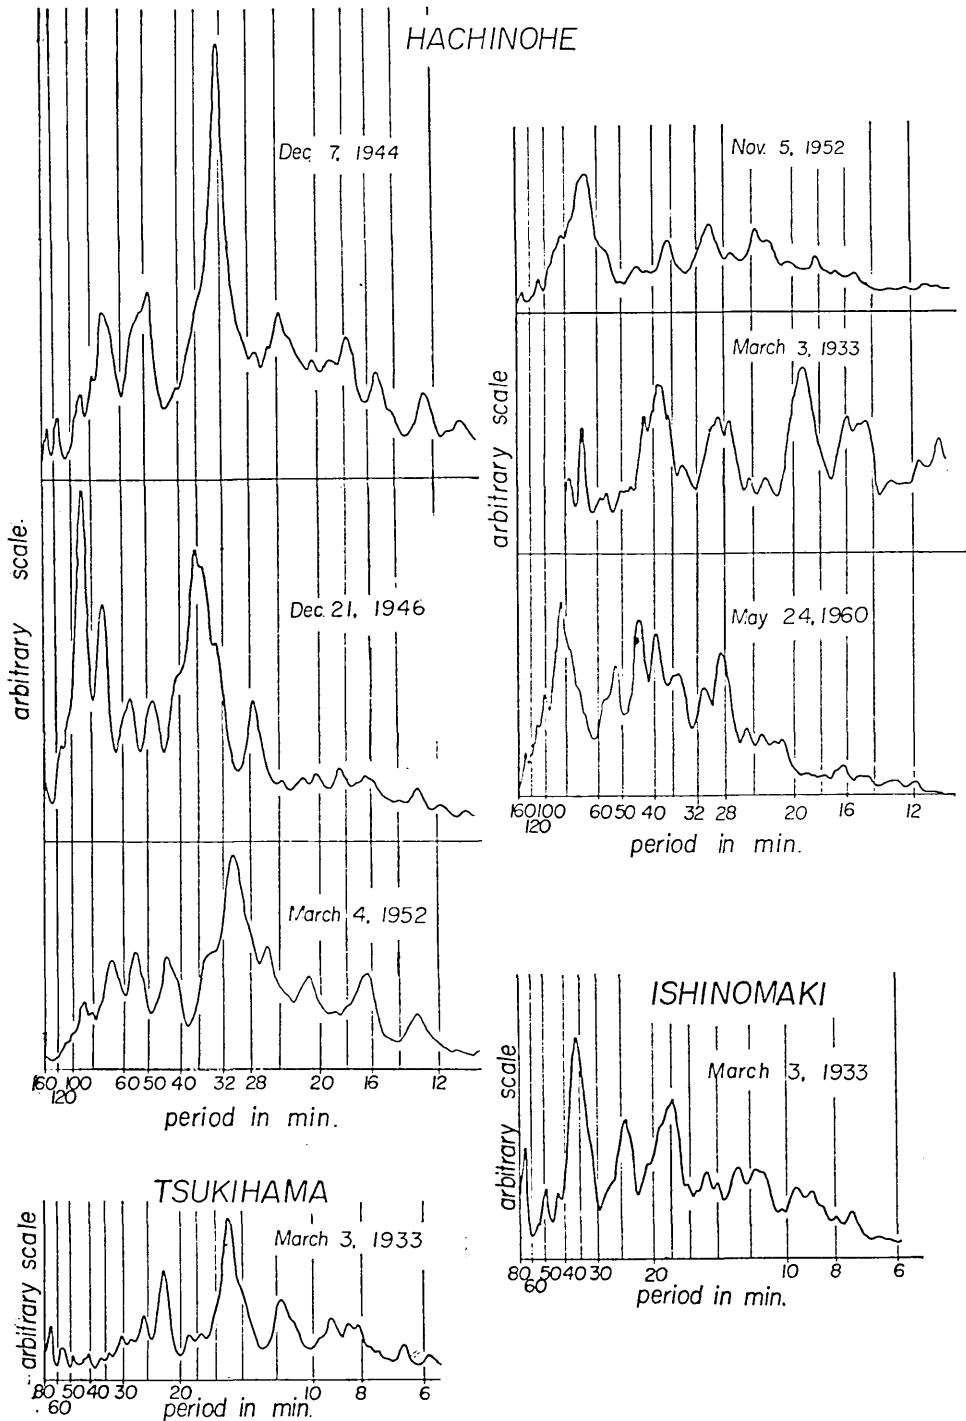 HACHINOHE
Dec. 7, 1944
arbitrary scale
Dec. 21, 1946
March 4, 1952
160 120 100 60 50 40 32 28 20 16 12
period in min.
Nov. 5, 1952
March 3, 1933
arbitrary scale
May 24, 1960
160 120 100 60 50 40 32 28 20 16 12
period in min.
TSUKIHAMA
March 3, 1933
arbitrary scale
80 60 50 40 30 20 10 8 6
period in min.
ISHINOMAKI
March 3, 1933
arbitrary scale
80 60 50 40 30 20 10 8 6
period in min.